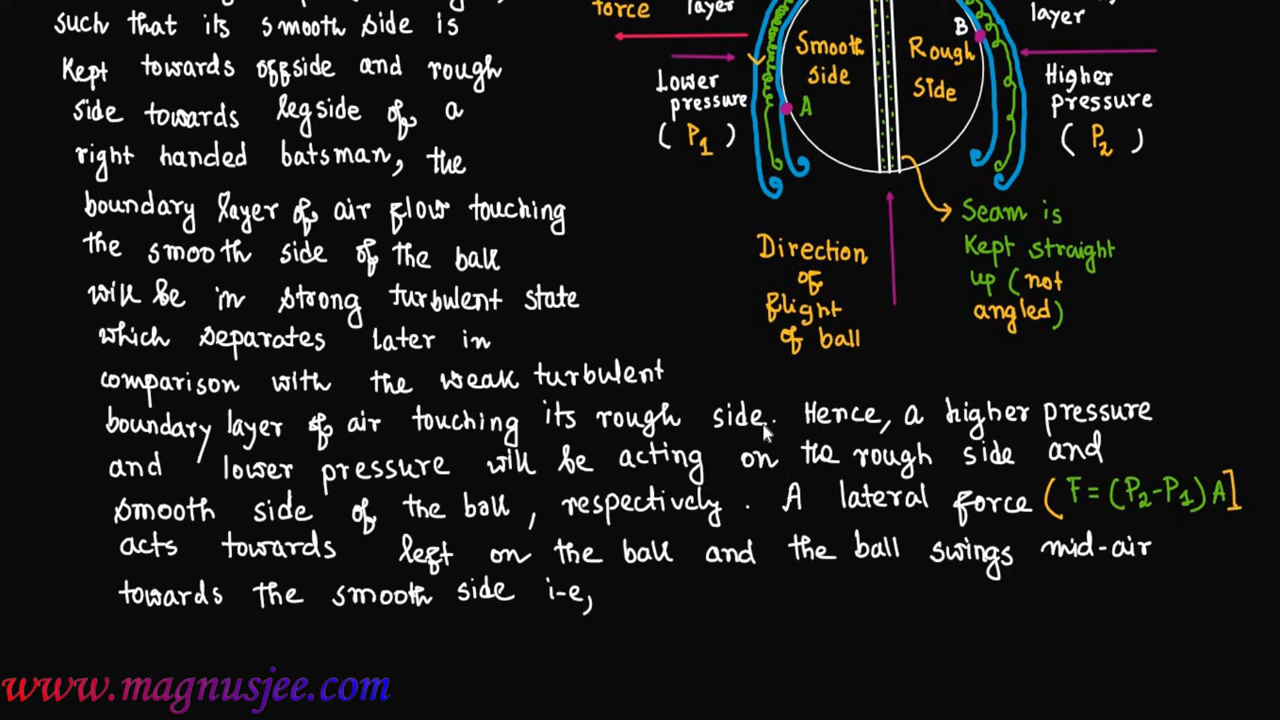 such that its smooth side is
Kept towards offside and rough
side towards legside of a
right handed batsman, the
boundary layer of air flow touching
the smooth side of the ball
will be in strong turbulent state
which separates later in
comparison with the weak turbulent
boundary layer of air touching its rough side. Hence, a higher pressure
and lower pressure will be acting on the rough side and
smooth side of the ball, respectively. A lateral force (F = (P2-P1) A]
acts towards left on the ball and the ball swings mid-air
towards the smooth side i-e,
force
layer
layer
Smooth
side
B
Rough
Side
Lower
pressure
(P1)
A
Higher
pressure
(P2)
Direction
of
flight
of ball
Seam is
Kept straight
up (not
angled)
www.magnusjee.com